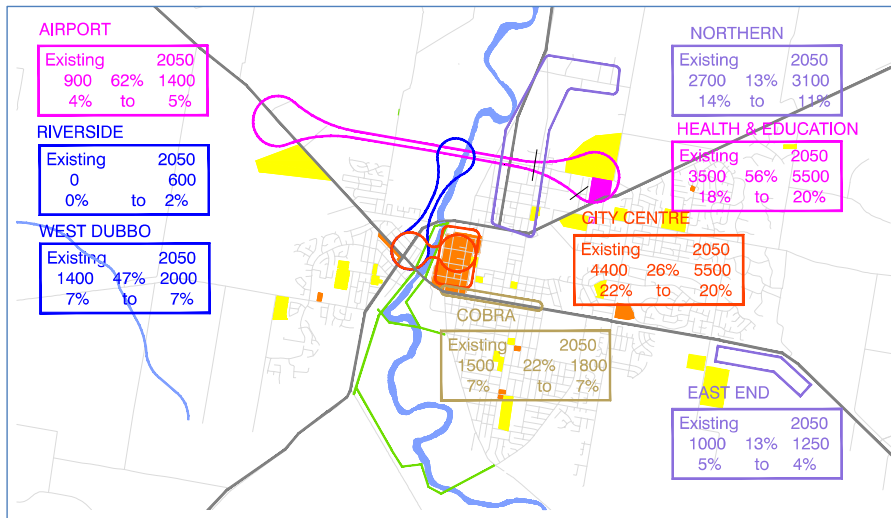 AIRPORT
Existing 2050
900 62% 1400
4% to 5%
RIVERSIDE
Existing 2050
0 600
0% to 2%
WEST DUBBO
Existing 2050
1400 47% 2000
7% to 7%
NORTHERN
Existing 2050
2700 13% 3100
14% to 11%
HEALTH & EDUCATION
Existing 2050
3500 56% 5500
18% to 20%
CITY CENTRE
Existing 2050
4400 26% 5500
22% to 20%
COBRA
Existing 2050
1500 22% 1800
7% to 7%
EAST END
Existing 2050
1000 13% 1250
5% to 4%